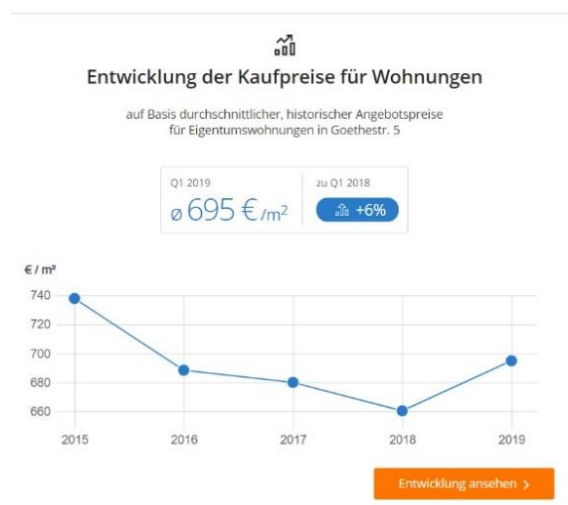 Entwicklung der Kaufpreise für Wohnungen
auf Basis durchschnittlicher, historischer Angebotspreise
für Eigentumswohnungen in Goethestr. 5
Q1 2019
zu Q1 2018
ø 695 €/m²
+6%
€ / m²
740
720
700
680
660
2015 2016 2017 2018 2019
Entwicklung ansehen >